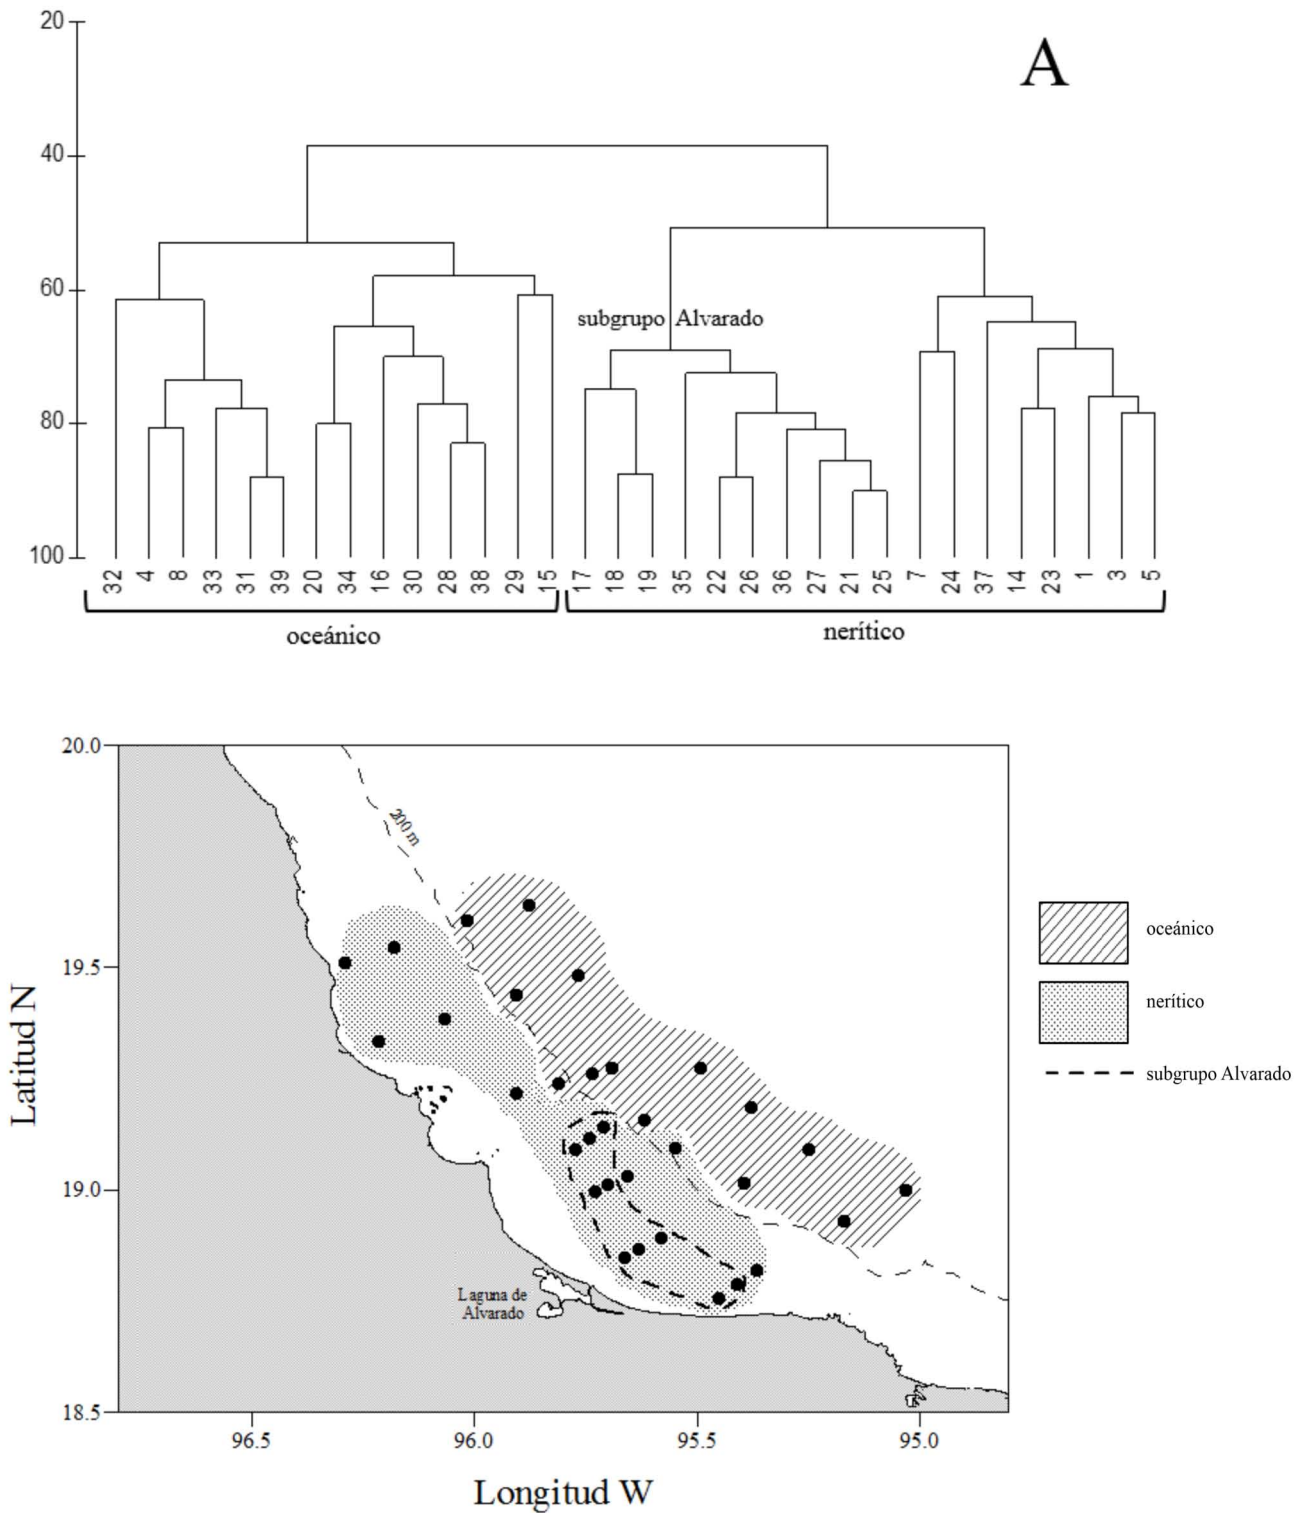 A
20
40
60
80
100
subgrupo Alvarado
32 4 8 33 31 39 20 34 16 30 28 38 29 15 17 18 19 35 22 26 36 27 21 25 7 24 37 14 23 1 3 5
oceánico
nerítico
20.0
19.5
19.0
18.5
Latitud N
200 m
Laguna de
Alvarado
96.5
96.0
95.5
95.0
Longitud W
oceánico
nerítico
subgrupo Alvarado